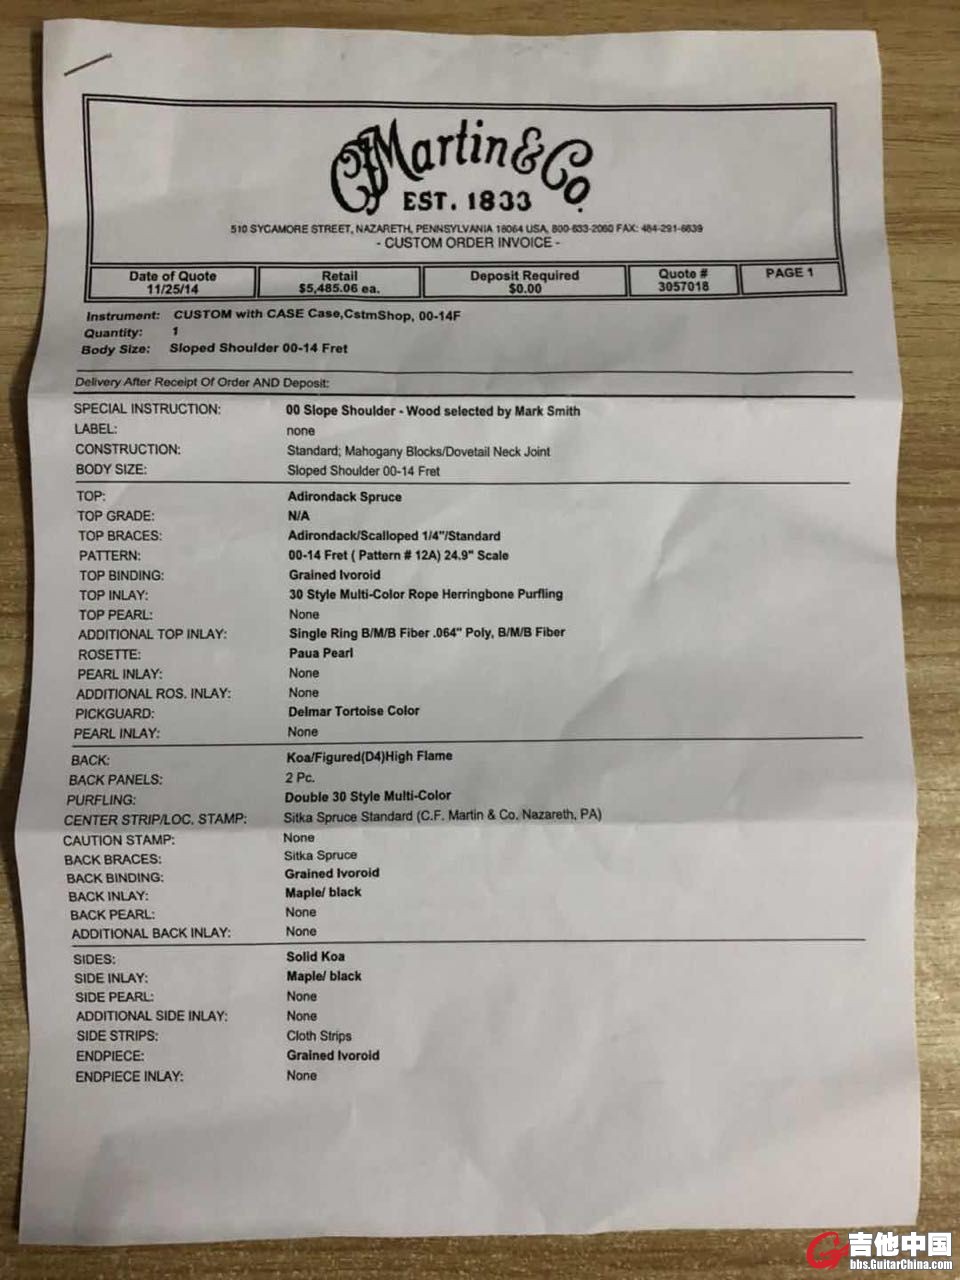 CFMartin & Co.
EST. 1833
510 SYCAMORE STREET, NAZARETH, PENNSYLVANIA 18064 USA, 800-633-2060 FAX: 484-291-6639
- CUSTOM ORDER INVOICE -
Date of Quote Retail Deposit Required Quote # PAGE 1
11/25/14 $5,485.06 ea. $0.00 3057018
Instrument: CUSTOM with CASE Case,CstmShop, 00-14F
Quantity: 1
Body Size: Sloped Shoulder 00-14 Fret
Delivery After Receipt Of Order AND Deposit:
SPECIAL INSTRUCTION: 00 Slope Shoulder - Wood selected by Mark Smith
LABEL: none
CONSTRUCTION: Standard; Mahogany Blocks/Dovetail Neck Joint
BODY SIZE: Sloped Shoulder 00-14 Fret
TOP: Adirondack Spruce
TOP GRADE: N/A
TOP BRACES: Adirondack/Scalloped 1/4"/Standard
PATTERN: 00-14 Fret ( Pattern # 12A) 24.9" Scale
TOP BINDING: Grained Ivoroid
TOP INLAY: 30 Style Multi-Color Rope Herringbone Purfling
TOP PEARL: None
ADDITIONAL TOP INLAY: Single Ring B/M/B Fiber .064" Poly, B/M/B Fiber
ROSETTE: Paua Pearl
PEARL INLAY: None
ADDITIONAL ROS. INLAY: None
PICKGUARD: Delmar Tortoise Color
PEARL INLAY: None
BACK: Koa/Figured(D4)High Flame
BACK PANELS: 2 Pc.
PURFLING: Double 30 Style Multi-Color
CENTER STRIP/LOC. STAMP: Sitka Spruce Standard (C.F. Martin & Co, Nazareth, PA)
CAUTION STAMP: None
BACK BRACES: Sitka Spruce
BACK BINDING: Grained Ivoroid
BACK INLAY: Maple/ black
BACK PEARL: None
ADDITIONAL BACK INLAY: None
SIDES: Solid Koa
SIDE INLAY: Maple/ black
SIDE PEARL: None
ADDITIONAL SIDE INLAY: None
SIDE STRIPS: Cloth Strips
ENDPIECE: Grained Ivoroid
ENDPIECE INLAY: None
吉他中国
bbs.GuitarChina.com